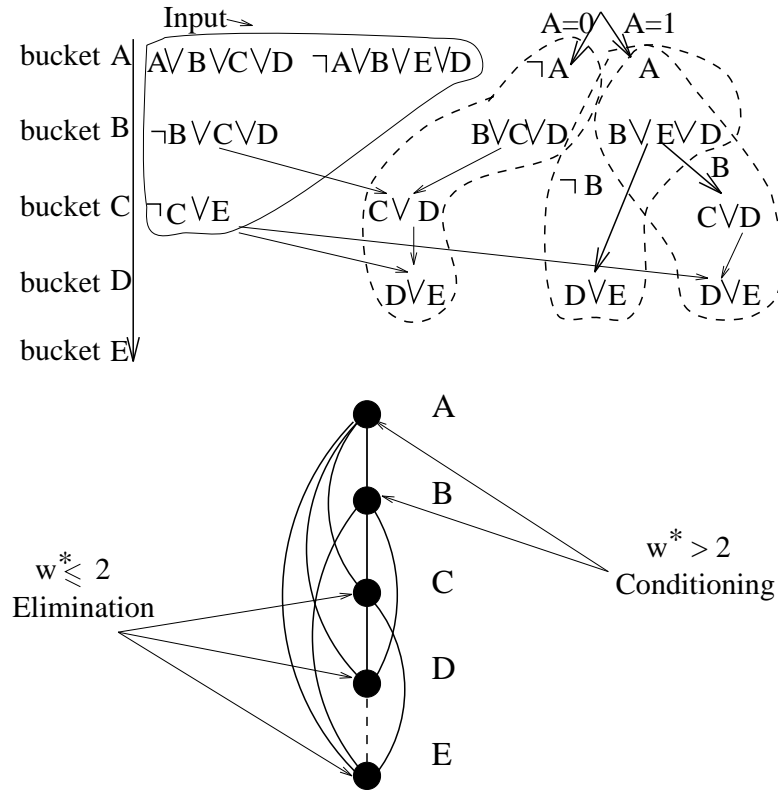 Input
A=0 A=1
bucket A A∨B∨C∨D ¬A∨B∨E∨D ¬A A
bucket B ¬B∨C∨D B∨C∨D B∨E∨D
B
¬B
bucket C ¬C∨E C∨D C∨D
bucket D D∨E D∨E D∨E
bucket E
A
B
w* > 2
Conditioning
w* ≤ 2
Elimination
C
D
E